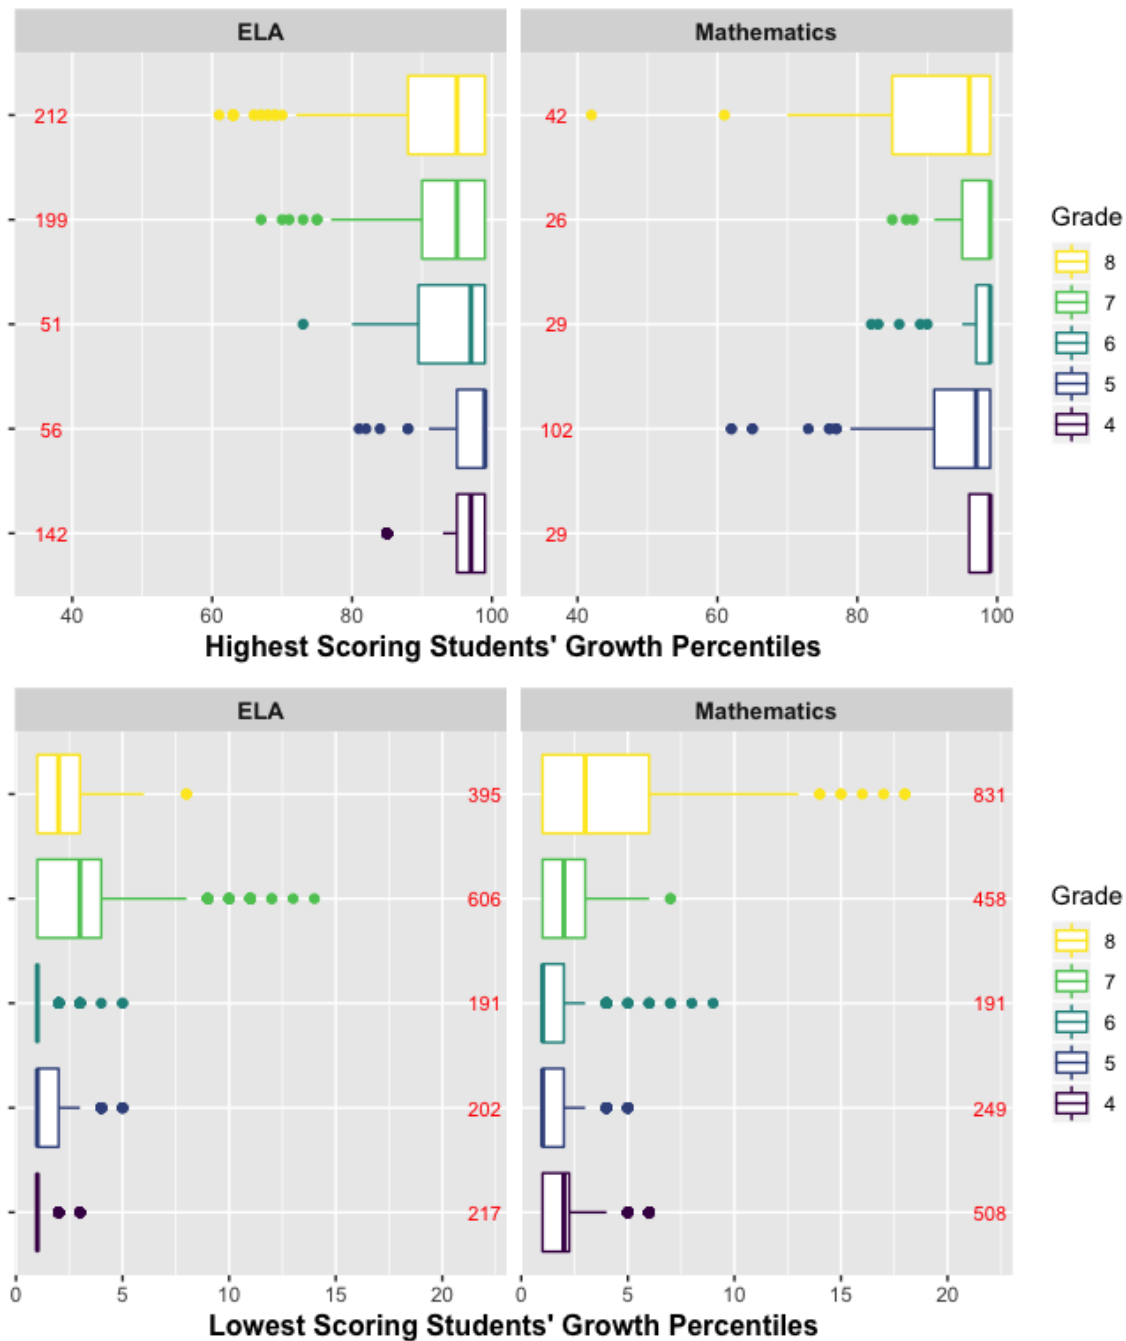 ELA Mathematics
212 42
199 26
51 29
56 102
142 29
40 60 80 100 40 60 80 100
Highest Scoring Students' Growth Percentiles
Grade
8
7
6
5
4
ELA Mathematics
395 831
606 458
191 191
202 249
217 508
0 5 10 15 20 0 5 10 15 20
Lowest Scoring Students' Growth Percentiles
Grade
8
7
6
5
4